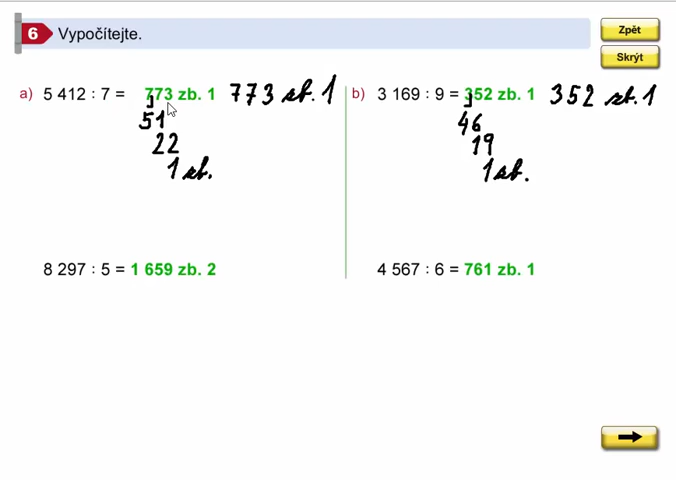 6 Vypočítejte.
Zpět
Skrýt
a) 5 412 : 7 = 773 zb. 1 773 zb. 1
51
22
1 zb.
8 297 : 5 = 1 659 zb. 2
b) 3 169 : 9 = 352 zb. 1 352 zb. 1
46
19
1 zb.
4 567 : 6 = 761 zb. 1